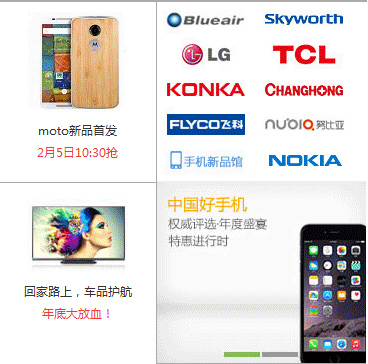 moto新品首发
2月5日10:30抢
回家路上，车品护航
年底大放血！
Blueair
Skyworth
LG
TCL
KONKA
CHANGHONG
FLYCO飞科
nubia努比亚
手机新品馆
NOKIA
中国好手机
权威评选·年度盛宴
特惠进行时